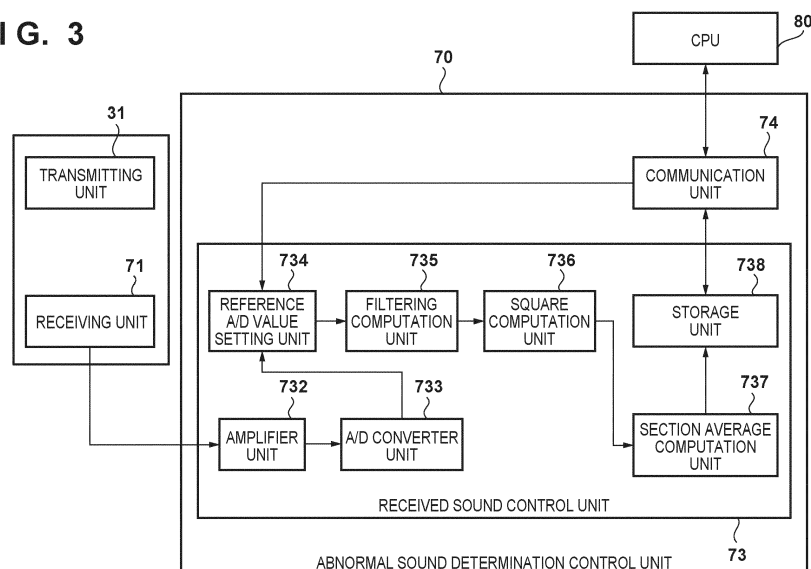 IG. 3
CPU
80
70
31
TRANSMITTING
UNIT
74
COMMUNICATION
UNIT
71
RECEIVING UNIT
734
REFERENCE
A/D VALUE
SETTING UNIT
735
FILTERING
COMPUTATION
UNIT
736
SQUARE
COMPUTATION
UNIT
738
STORAGE
UNIT
732
AMPLIFIER
UNIT
733
A/D CONVERTER
UNIT
737
SECTION AVERAGE
COMPUTATION
UNIT
RECEIVED SOUND CONTROL UNIT
73
ABNORMAL SOUND DETERMINATION CONTROL UNIT